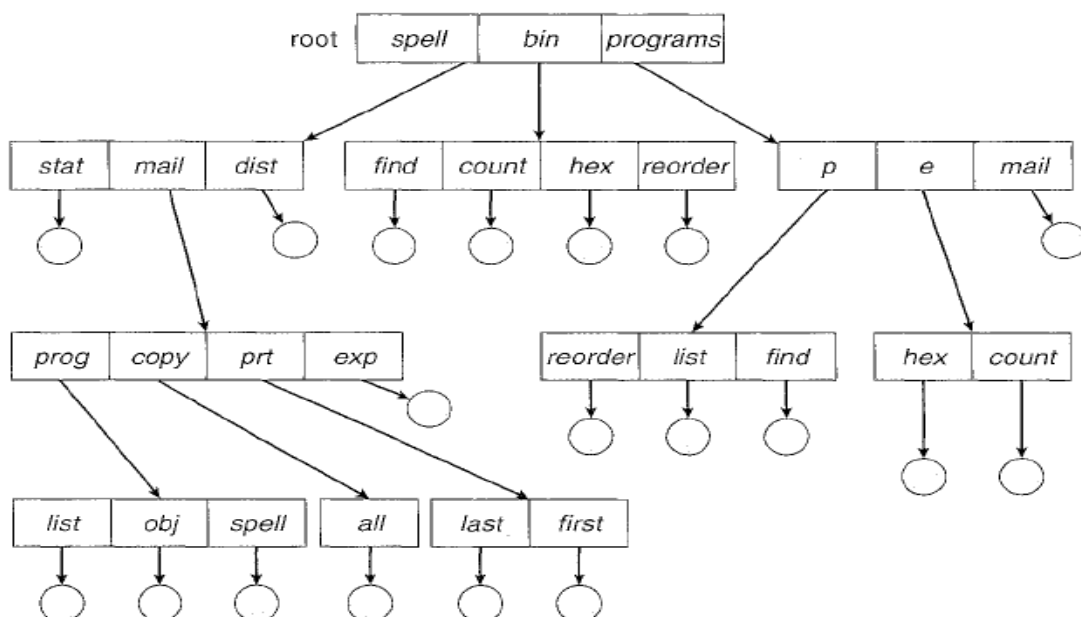 root spell bin programs
stat mail dist find count hex reorder p e mail
prog copy prt exp reorder list find hex count
list obj spell all last first